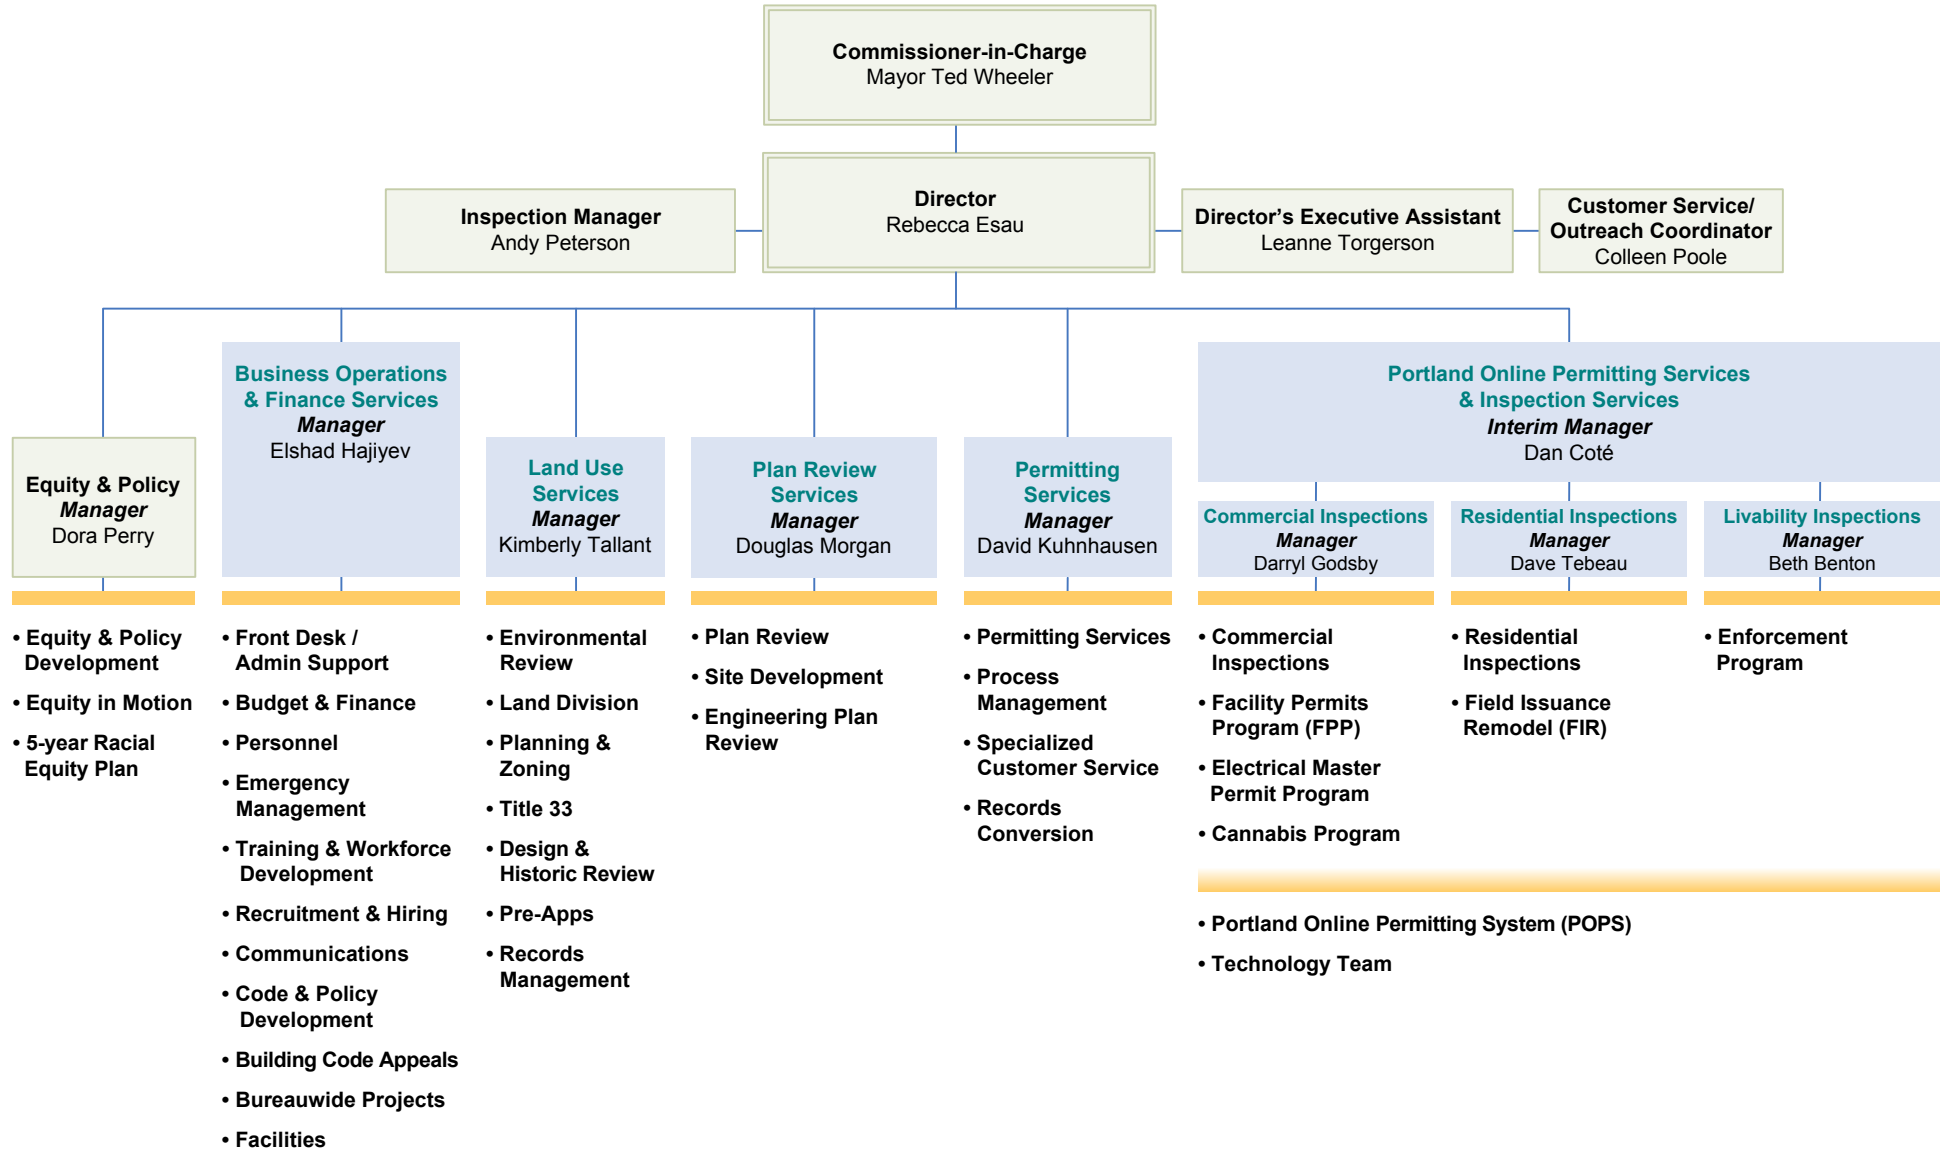 Commissioner-in-Charge
Mayor Ted Wheeler
Director
Rebecca Esau
Inspection Manager
Andy Peterson
Director's Executive Assistant
Leanne Torgerson
Customer Service/
Outreach Coordinator
Colleen Poole
Equity & Policy
Manager
Dora Perry
• Equity & Policy
Development
• Equity in Motion
• 5-year Racial
Equity Plan
Business Operations
& Finance Services
Manager
Elshad Hajiyev
• Front Desk /
Admin Support
• Budget & Finance
• Personnel
• Emergency
Management
• Training & Workforce
Development
• Recruitment & Hiring
• Communications
• Code & Policy
Development
• Building Code Appeals
• Bureauwide Projects
• Facilities
Land Use
Services
Manager
Kimberly Tallant
• Environmental
Review
• Land Division
• Planning &
Zoning
• Title 33
• Design &
Historic Review
• Pre-Apps
• Records
Management
Plan Review
Services
Manager
Douglas Morgan
• Plan Review
• Site Development
• Engineering Plan
Review
Permitting
Services
Manager
David Kuhnhausen
• Permitting Services
• Process
Management
• Specialized
Customer Service
• Records
Conversion
Portland Online Permitting Services
& Inspection Services
Interim Manager
Dan Coté
Commercial Inspections
Manager
Darryl Godsby
• Commercial
Inspections
• Facility Permits
Program (FPP)
• Electrical Master
Permit Program
• Cannabis Program
Residential Inspections
Manager
Dave Tebeau
• Residential
Inspections
• Field Issuance
Remodel (FIR)
Livability Inspections
Manager
Beth Benton
• Enforcement
Program
• Portland Online Permitting System (POPS)
• Technology Team